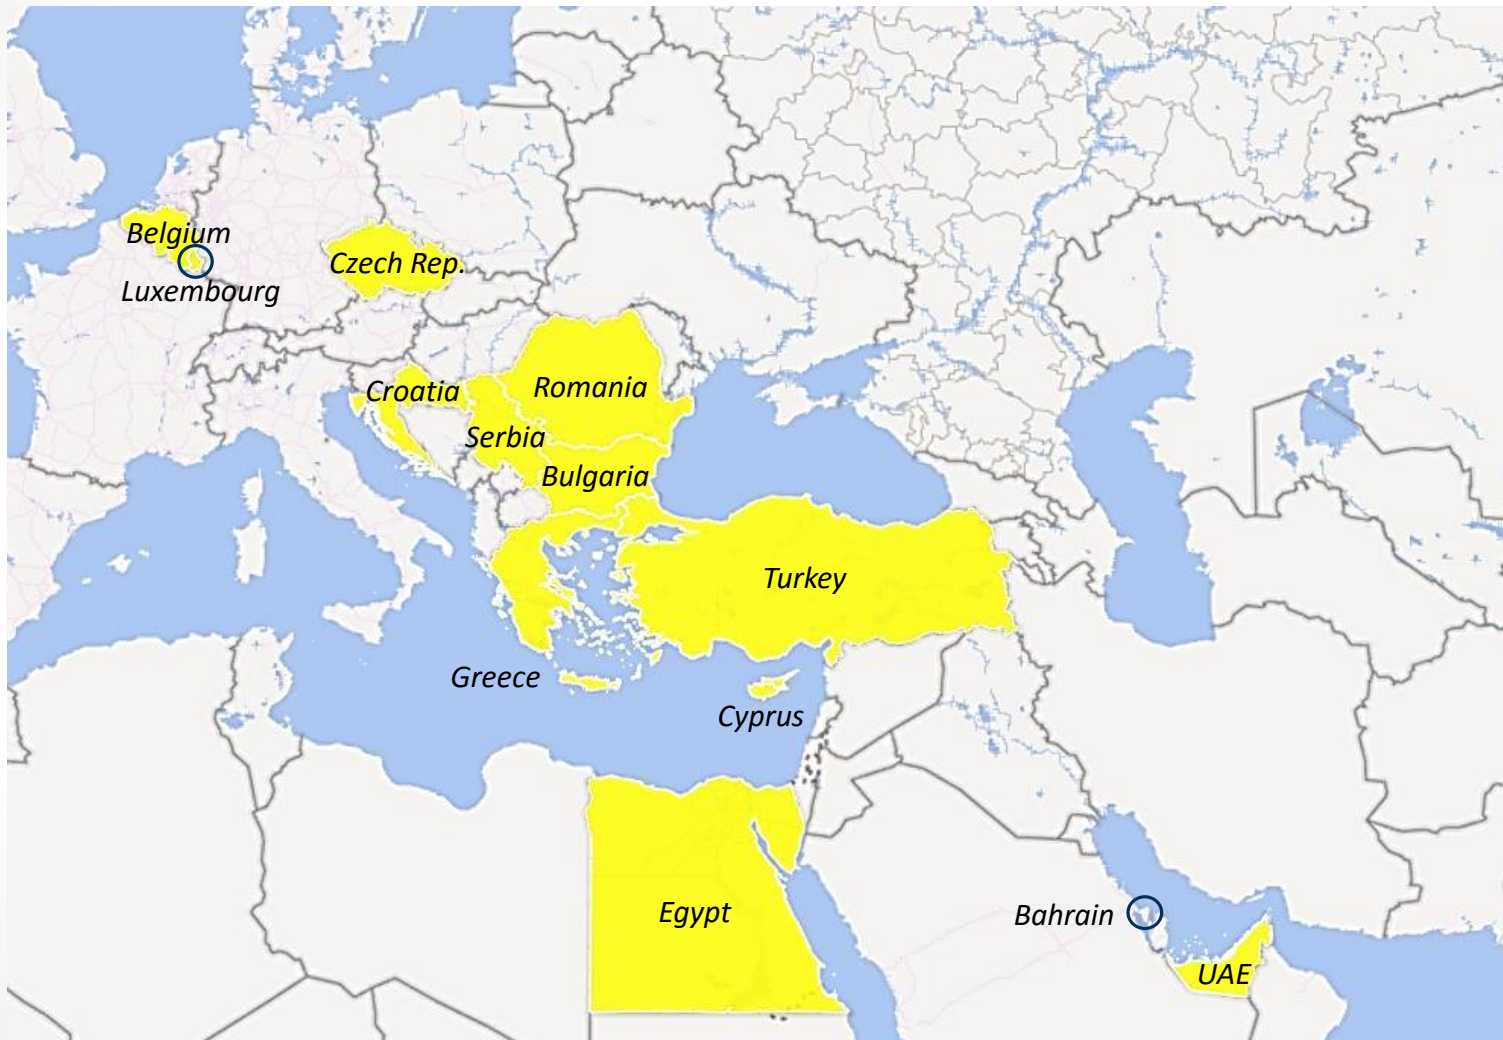 Belgium
Czech Rep.
Luxembourg
Croatia
Romania
Serbia
Bulgaria
Turkey
Greece
Cyprus
Egypt
Bahrain
UAE